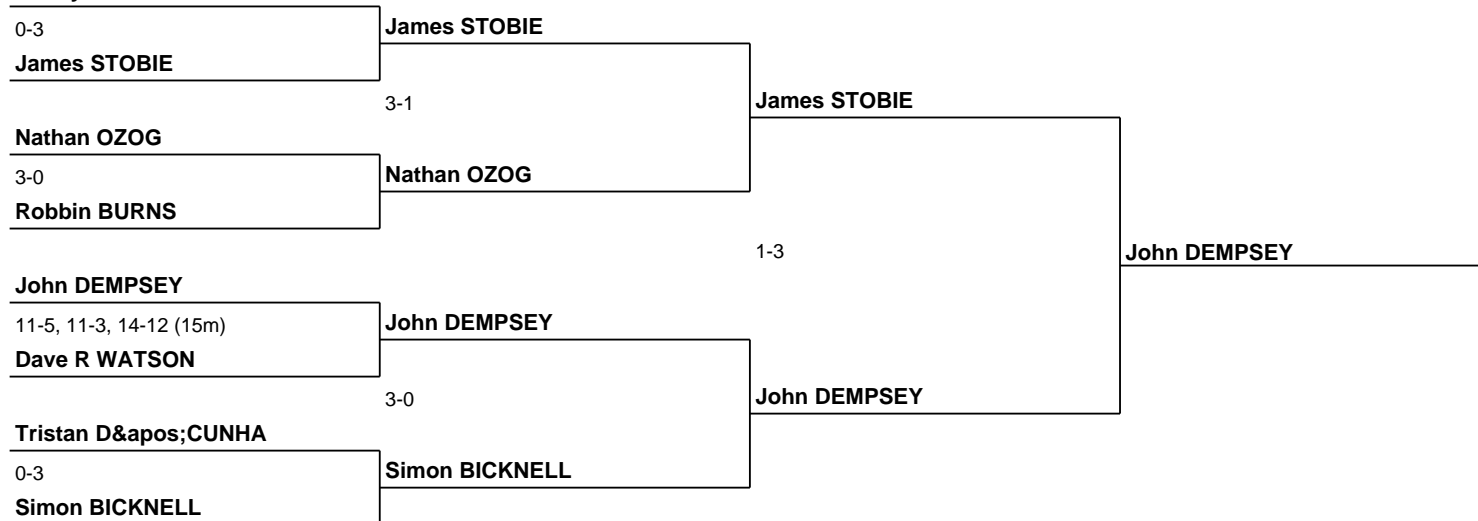 0-3
James STOBIE
James STOBIE
3-1
Nathan OZOG
3-0
Robbin BURNS
Nathan OZOG
James STOBIE
1-3
John DEMPSEY
John DEMPSEY
11-5, 11-3, 14-12 (15m)
Dave R WATSON
John DEMPSEY
3-0
Tristan D&apos;CUNHA
0-3
Simon BICKNELL
Simon BICKNELL
John DEMPSEY